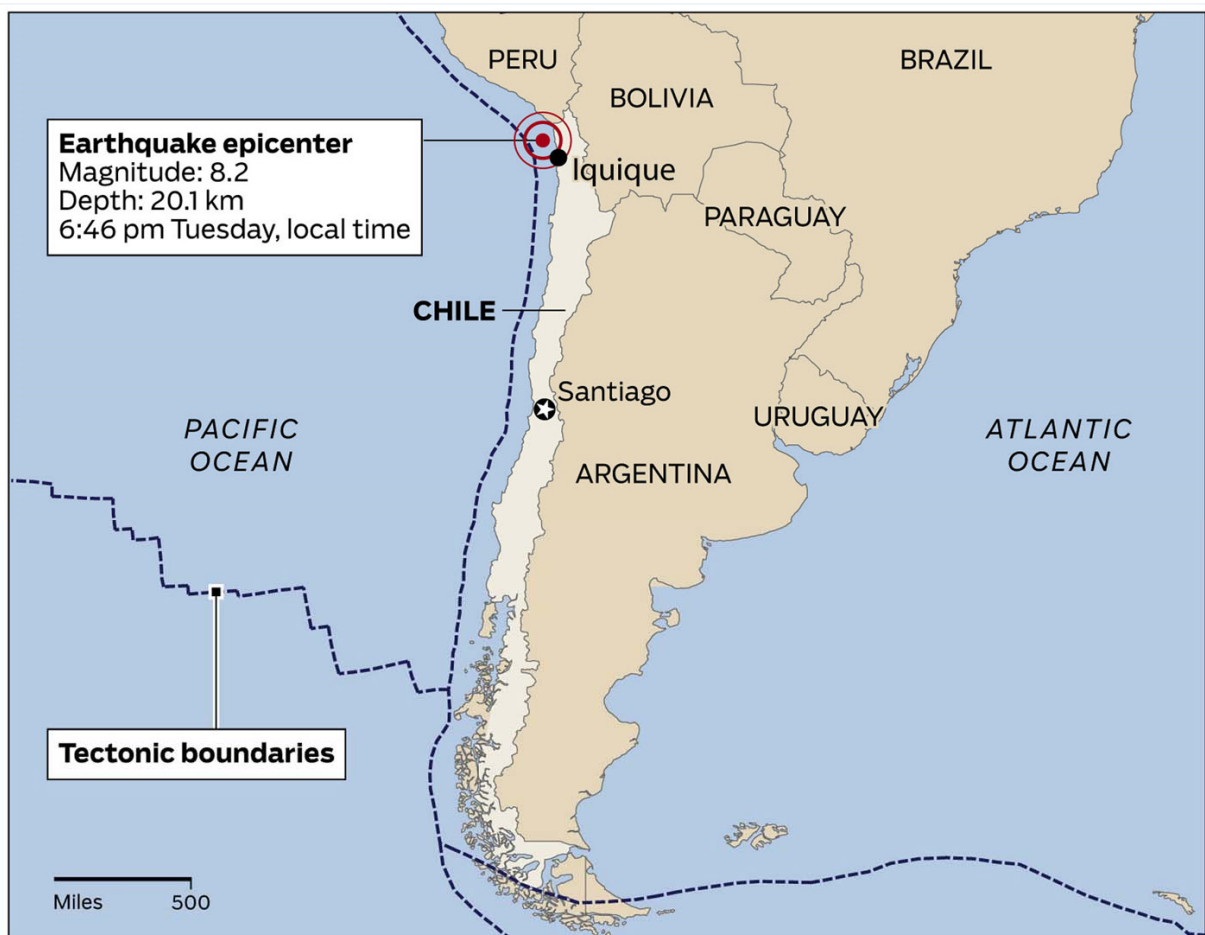 PERU
BRAZIL
BOLIVIA
Earthquake epicenter
Magnitude: 8.2
Depth: 20.1 km
6:46 pm Tuesday, local time
Iquique
PARAGUAY
CHILE
Santiago
URUGUAY
PACIFIC
OCEAN
ATLANTIC
OCEAN
ARGENTINA
Tectonic boundaries
Miles 500